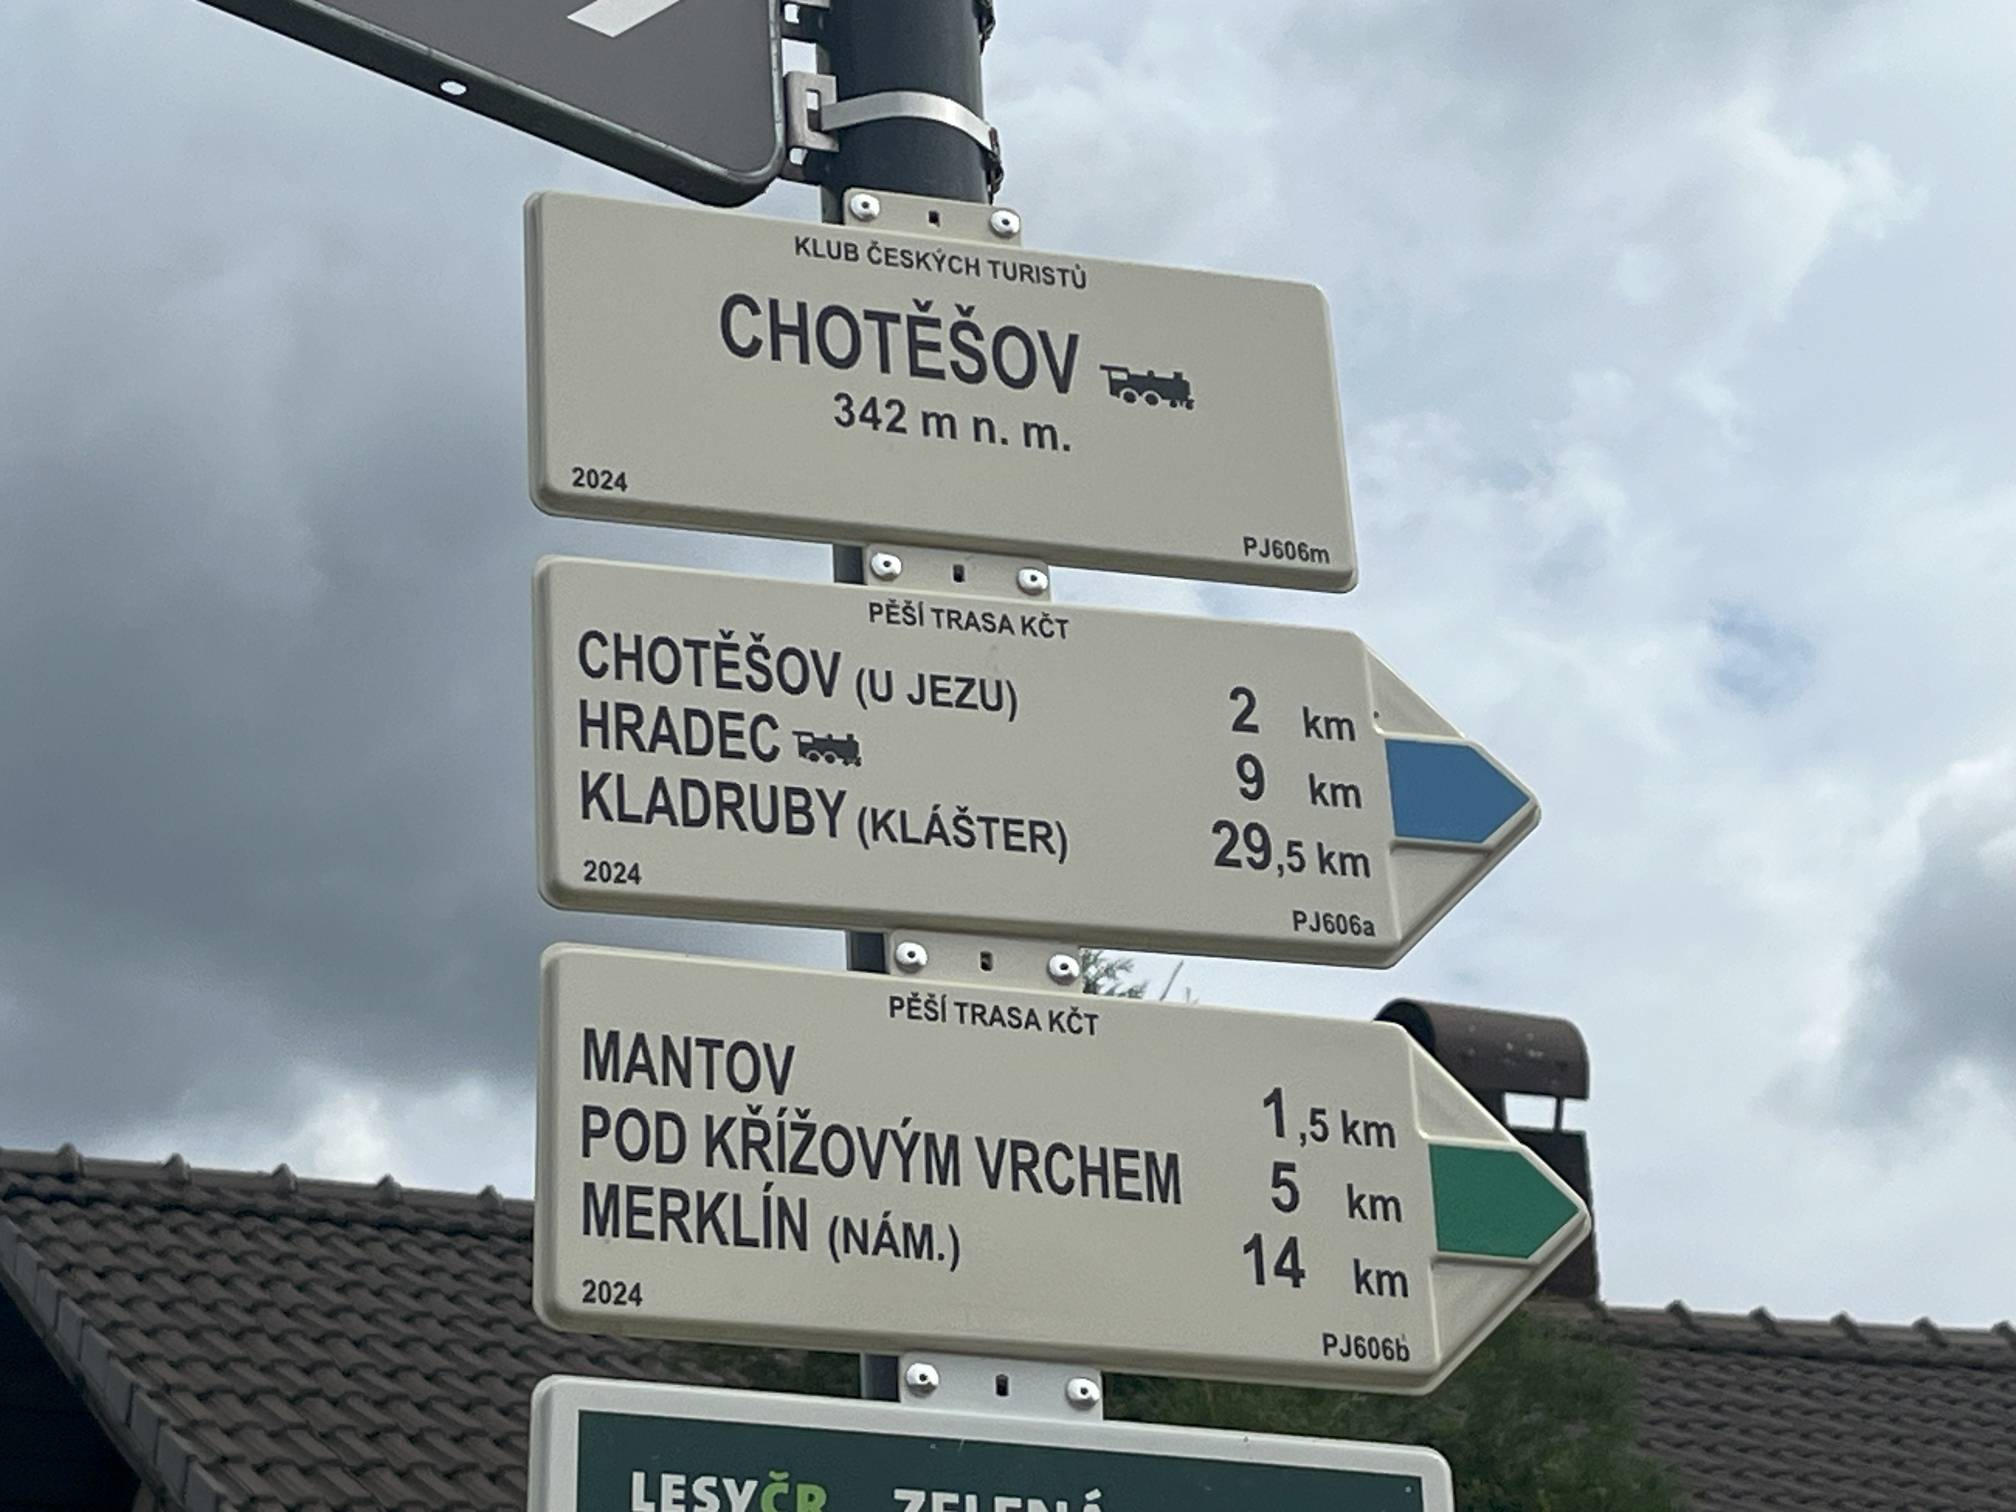 KLUB ČESKÝCH TURISTŮ
CHOTĚŠOV
342 m n. m.
2024
PJ606m
PĚŠÍ TRASA KČT
CHOTĚŠOV (U JEZU) 2 km
HRADEC 9 km
KLADRUBY (KLÁŠTER) 29,5 km
2024
PJ606a
PĚŠÍ TRASA KČT
MANTOV 1,5 km
POD KŘÍŽOVÝM VRCHEM 5 km
MERKLÍN (NÁM.) 14 km
2024
PJ606b
LESYČR ZELENÁ